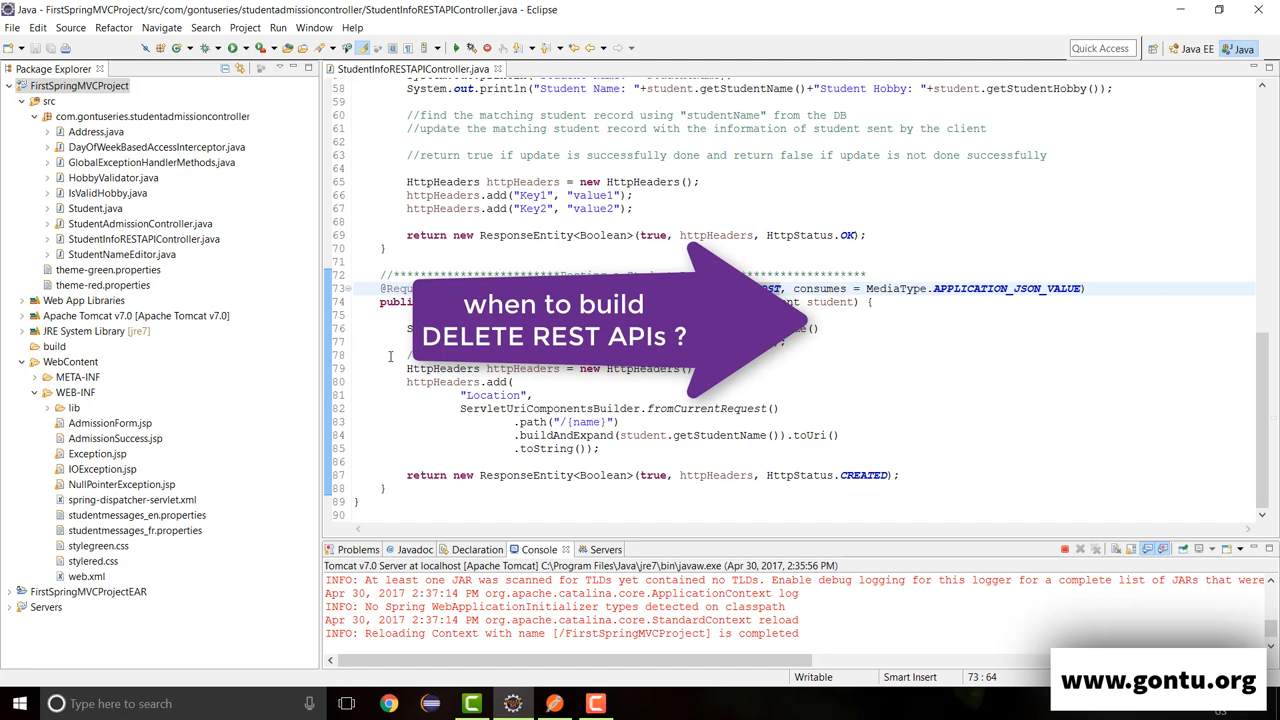 Java - FirstSpringMVCProject/src/com/gontuseries/studentadmissioncontroller/StudentInfoRESTAPIController.java - Eclipse
File Edit Source Refactor Navigate Search Project Run Window Help
Quick Access
Java EE
Java
Package Explorer
FirstSpringMVCProject
src
com.gontuseries.studentadmissioncontroller
Address.java
DayOfWeekBasedAccessInterceptor.java
GlobalExceptionHandlerMethods.java
HobbyValidator.java
IsValidHobby.java
Student.java
StudentAdmissionController.java
StudentInfoRESTAPIController.java
StudentNameEditor.java
theme-green.properties
theme-red.properties
Web App Libraries
Apache Tomcat v7.0 [Apache Tomcat v7.0]
JRE System Library [jre7]
build
WebContent
META-INF
WEB-INF
lib
AdmissionForm.jsp
AdmissionSuccess.jsp
Exception.jsp
IOException.jsp
NullPointerException.jsp
spring-dispatcher-servlet.xml
studentmessages_en.properties
studentmessages_fr.properties
stylegreen.css
stylered.css
web.xml
FirstSpringMVCProjectEAR
Servers
StudentInfoRESTAPIController.java
58 System.out.println("Student Name: "+student.getStudentName()+"Student Hobby: "+student.getStudentHobby());
59
60 //find the matching student record using "studentName" from the DB
61 //update the matching student record with the information of student sent by the client
62
63 //return true if update is successfully done and return false if update is not done successfully
64
65 HttpHeaders httpHeaders = new HttpHeaders();
66 httpHeaders.add("Key1", "value1");
67 httpHeaders.add("Key2", "value2");
68
69 return new ResponseEntity<Boolean>(true, httpHeaders, HttpStatus.OK);
70 }
71
72
73 consumes = MediaType.APPLICATION_JSON_VALUE)
74 student) {
75
76
77
78
79 HttpHeaders httpHeaders = new HttpHeaders()
80 httpHeaders.add(
81 "Location",
82 ServletUriComponentsBuilder.fromCurrentRequest()
83 .path("/{name}")
84 .buildAndExpand(student.getStudentName()).toUri()
85 .toString());
86
87 return new ResponseEntity<Boolean>(true, httpHeaders, HttpStatus.CREATED);
88 }
89 }
90
when to build
DELETE REST APIs ?
Problems Javadoc Declaration Console Servers
Tomcat v7.0 Server at localhost [Apache Tomcat] C:\Program Files\Java\jre7\bin\javaw.exe (Apr 30, 2017 2:35:56 PM)
INFO: At least one JAR was scanned for TLDs yet contained no TLDs. Enable debug logging for this logger for a complete list of JARs that were
Apr 30, 2017 2:37:14 PM org.apache.catalina.core.ApplicationContext log
INFO: No Spring WebApplicationInitializer types detected on classpath
Apr 30, 2017 2:37:14 PM org.apache.catalina.core.StandardContext reload
INFO: Reloading Context with name [/FirstSpringMVCProject] is completed
Writable Smart Insert 73 : 64
www.gontu.org
Type here to search